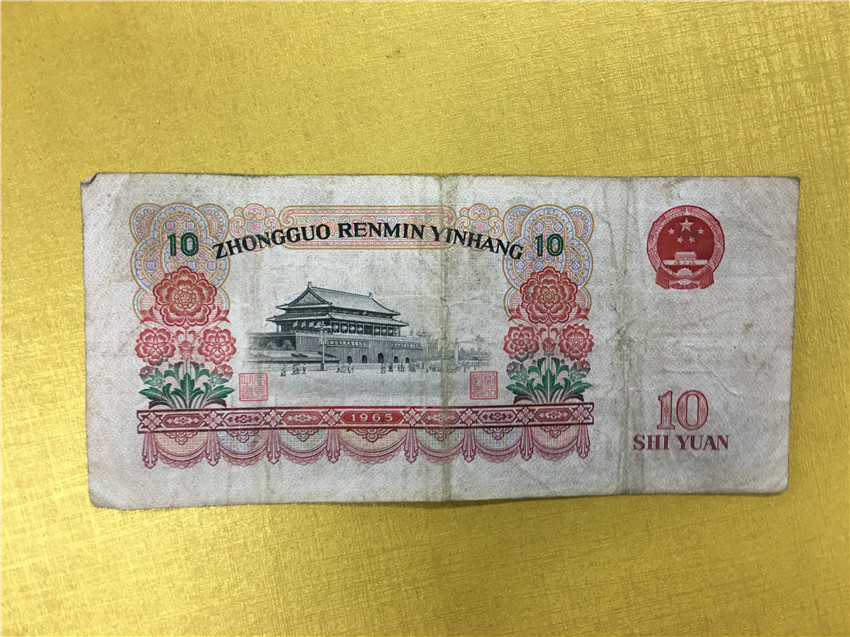 10 ZHONGGUO RENMIN YINHANG 10
1965
10
SHI YUAN